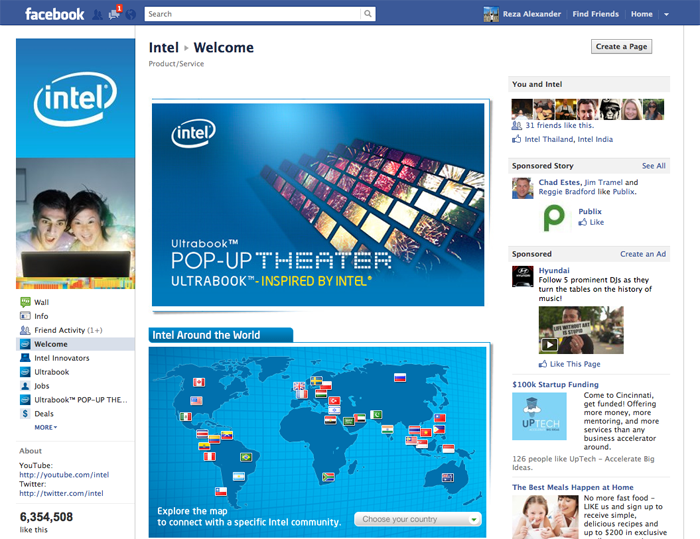 facebook
1
Search
Reza Alexander
Find Friends
Home
Intel ▸ Welcome
Product/Service
Create a Page
intel
Wall
Info
Friend Activity (1+)
Welcome
Intel Innovators
Ultrabook
Jobs
Ultrabook™ POP-UP THE...
Deals
MORE
About
YouTube:
http://youtube.com/intel
Twitter:
http://twitter.com/intel
6,354,508
like this
intel
Ultrabook™
POP-UP THEATER
ULTRABOOK™- INSPIRED BY INTEL®
Intel Around the World
Explore the map
to connect with a specific Intel community.
Choose your country
You and Intel
31 friends like this.
Intel Thailand, Intel India
Sponsored Story
See All
Chad Estes, Jim Tramel and
Reggie Bradford like Publix.
Publix
Like
Sponsored
Create an Ad
Hyundai
Follow 5 prominent DJs as they
turn the tables on the history of
music!
LIFE WITHOUT ART
IS STUPID
Like This Page
$100k Startup Funding
UPTECH
Come to Cincinnati,
get funded! Offering
more money, more
mentoring, and more
services than any
business accelerator
around.
126 people like UpTech – Accelerate Big
Ideas.
The Best Meals Happen at Home
No more fast food –
LIKE us and sign up to
receive simple,
delicious recipes and
up to $200 in exclusive